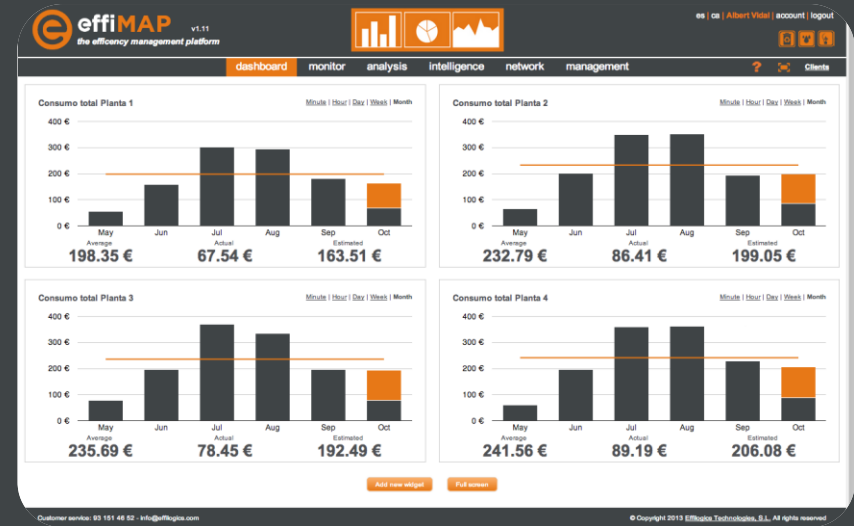 effiMAP v1.11
the efficency management platform
es | ca | Albert Vidal | account | logout
dashboard monitor analysis intelligence network management ? Clients
Consumo total Planta 1 Minute | Hour | Day | Week | Month
400 €
300 €
200 €
100 €
0 €
May Jun Jul Aug Sep Oct
Average Actual Estimated
198.35 € 67.54 € 163.51 €
Consumo total Planta 2 Minute | Hour | Day | Week | Month
400 €
300 €
200 €
100 €
0 €
May Jun Jul Aug Sep Oct
Average Actual Estimated
232.79 € 86.41 € 199.05 €
Consumo total Planta 3 Minute | Hour | Day | Week | Month
400 €
300 €
200 €
100 €
0 €
May Jun Jul Aug Sep Oct
Average Actual Estimated
235.69 € 78.45 € 192.49 €
Consumo total Planta 4 Minute | Hour | Day | Week | Month
400 €
300 €
200 €
100 €
0 €
May Jun Jul Aug Sep Oct
Average Actual Estimated
241.56 € 89.19 € 206.08 €
Add new widget Full screen
Customer service: 93 151 46 52 - info@effilogics.com © Copyright 2013 Effilogics Technologies, S.L. All rights reserved